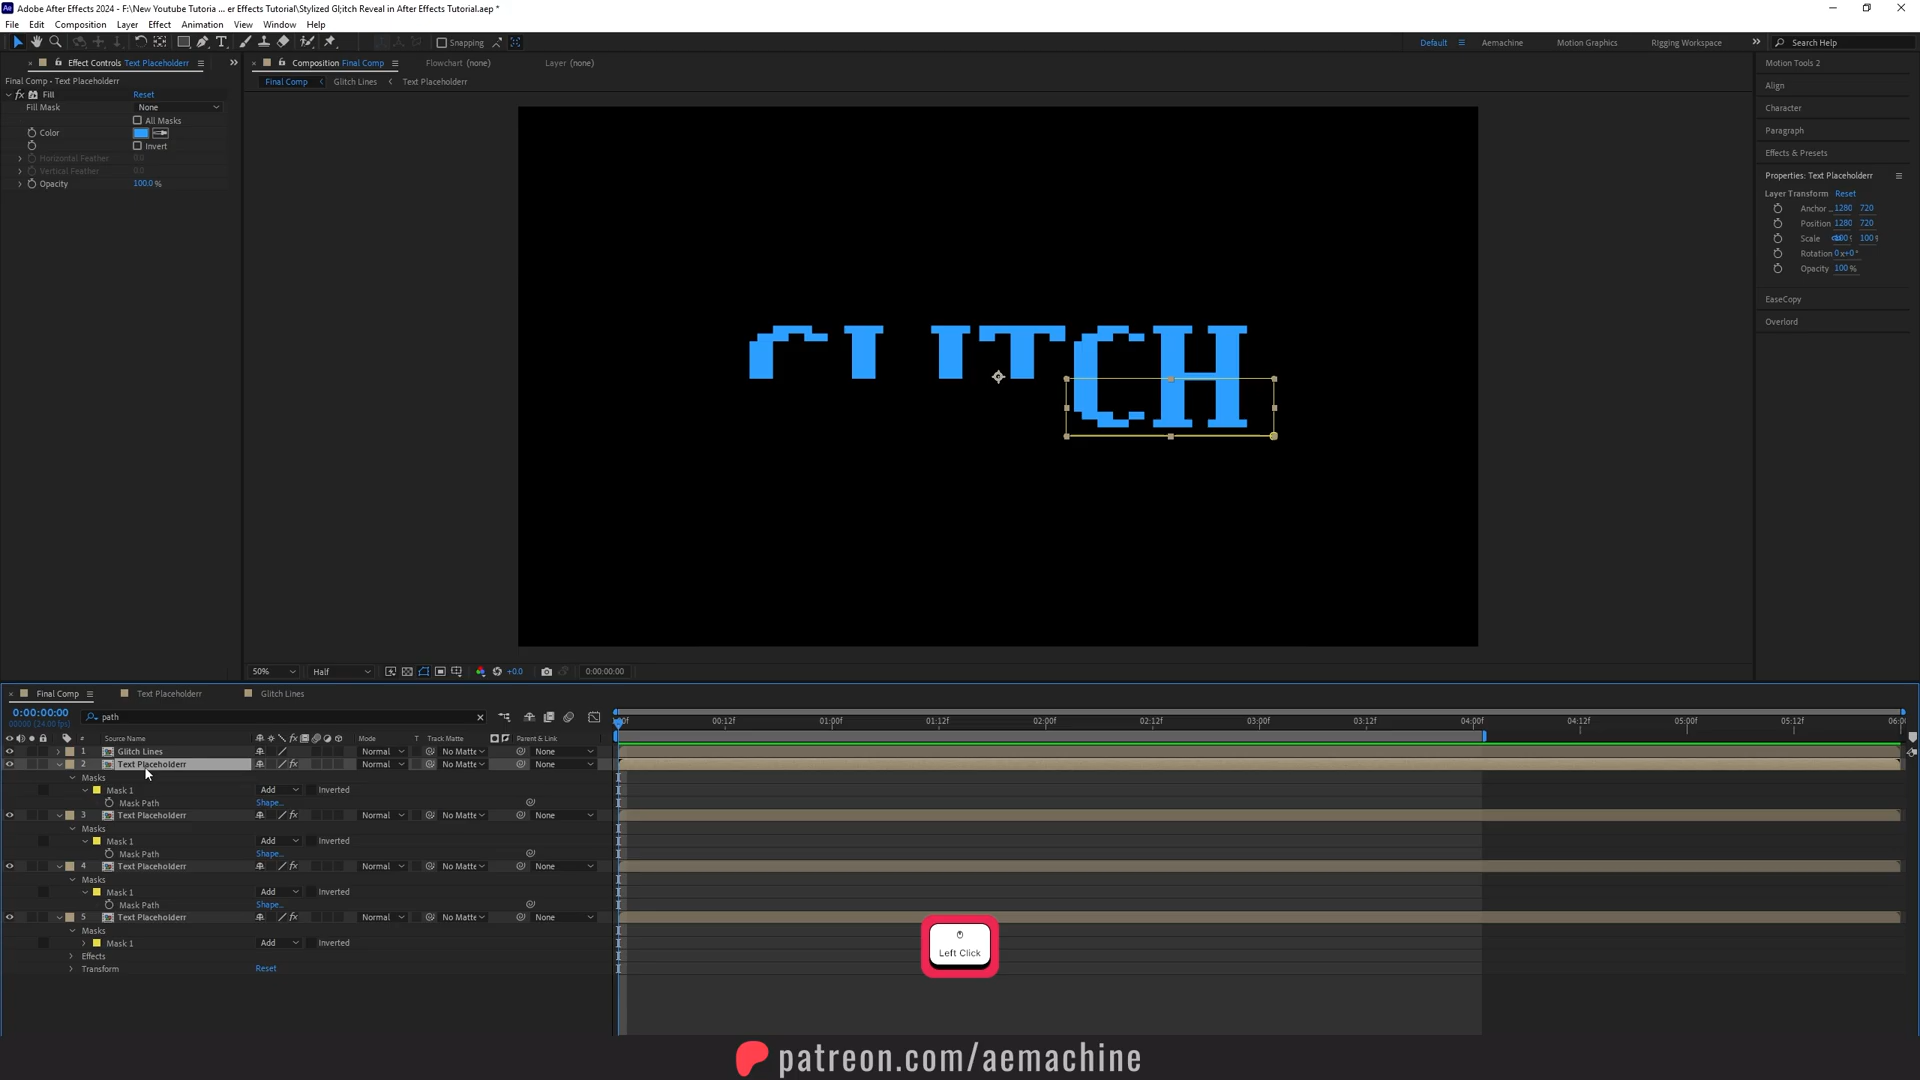 Adobe After Effects 2024 - F:\New Youtube Tutoria ... er Effects Tutorial\Stylized Gl;itch Reveal in After Effects Tutorial.aep *
File Edit Composition Layer Effect Animation View Window Help
Snapping
Default Aemachine Motion Graphics Rigging Workspace Search Help
Effect Controls Text Placeholderr
Composition Final Comp Flowchart (none) Layer (none)
Final Comp • Text Placeholderr
Final Comp Glitch Lines Text Placeholderr
fx Fill Reset
Fill Mask None
All Masks
Color
Invert
Horizontal Feather 0.0
Vertical Feather 0.0
Opacity 100.0 %
Motion Tools 2
Align
Character
Paragraph
Effects & Presets
Properties: Text Placeholderr
Layer Transform Reset
Anchor ... 1280 720
Position 1280 720
Scale 100
Rotation 0x+0°
Opacity 100 %
EaseCopy
Overlord
GLITCH
50% Half +0.0 0:00:00:00
Final Comp Text Placeholderr Glitch Lines
0:00:00:00
00000 (24.00 fps)
path
:00f 00:12f 01:00f 01:12f 02:00f 02:12f 03:00f 03:12f 04:00f 04:12f 05:00f 05:12f 06:0
# Source Name Mode T Track Matte Parent & Link
1 Glitch Lines Normal No Matte None
2 Text Placeholderr Normal No Matte None
Masks
Mask 1 Add Inverted
Mask Path Shape...
3 Text Placeholderr Normal No Matte None
Masks
Mask 1 Add Inverted
Mask Path Shape...
4 Text Placeholderr Normal No Matte None
Masks
Mask 1 Add Inverted
Mask Path Shape...
5 Text Placeholderr Normal No Matte None
Masks
Mask 1 Add Inverted
Effects
Transform Reset
Left Click
patreon.com/aemachine